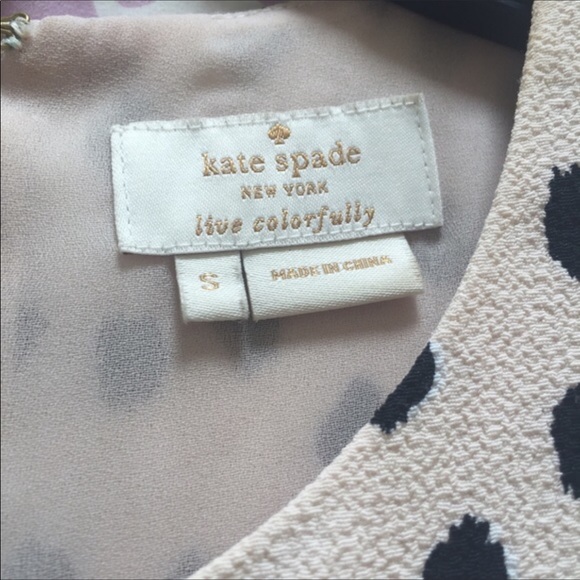 kate spade
NEW YORK
live colorfully
S
MADE IN CHINA